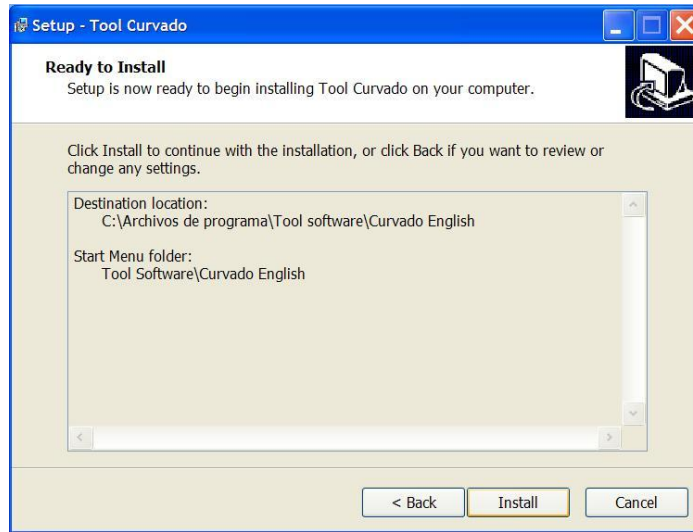 Setup - Tool Curvado
Ready to Install
Setup is now ready to begin installing Tool Curvado on your computer.
Click Install to continue with the installation, or click Back if you want to review or
change any settings.
Destination location:
C:\Archivos de programa\Tool software\Curvado English
Start Menu folder:
Tool Software\Curvado English
< Back
Install
Cancel